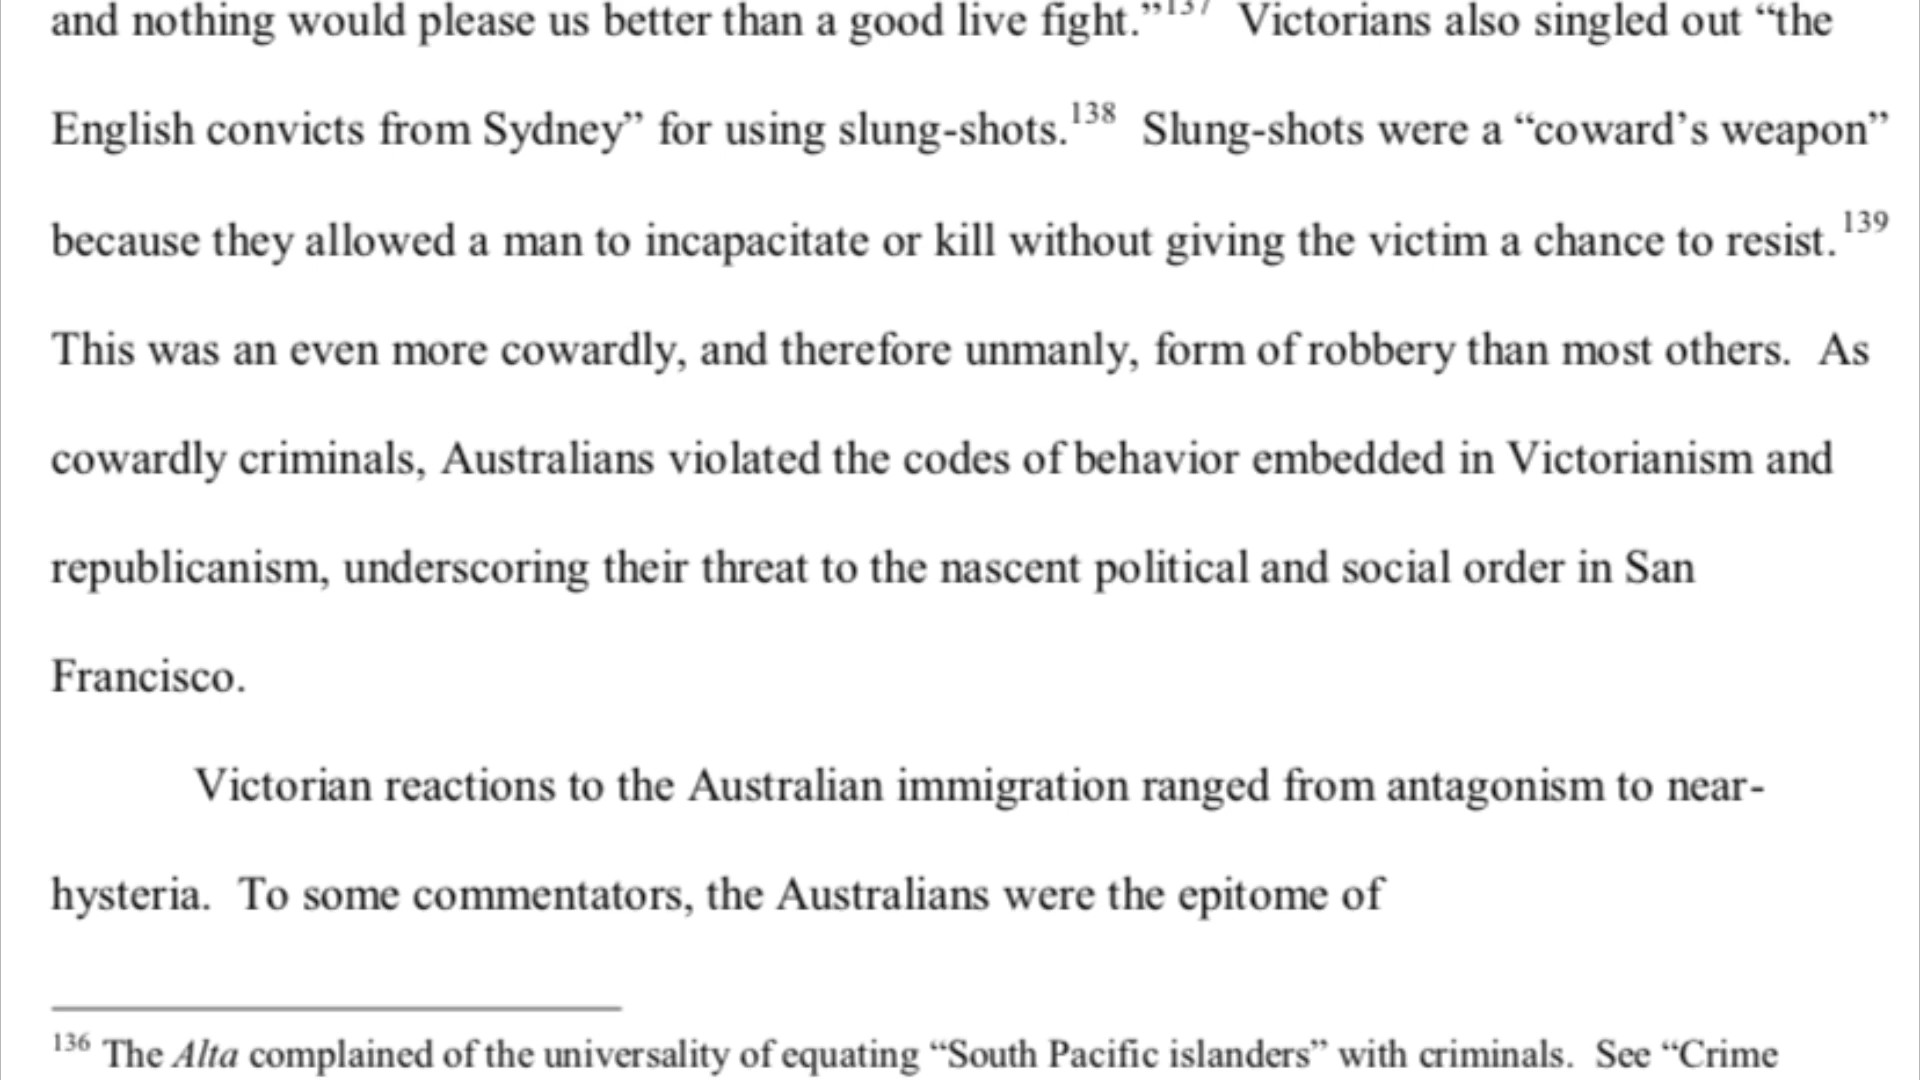 and nothing would please us better than a good live fight.”137 Victorians also singled out “the
English convicts from Sydney” for using slung-shots.138 Slung-shots were a “coward’s weapon”
because they allowed a man to incapacitate or kill without giving the victim a chance to resist.139
This was an even more cowardly, and therefore unmanly, form of robbery than most others. As
cowardly criminals, Australians violated the codes of behavior embedded in Victorianism and
republicanism, underscoring their threat to the nascent political and social order in San
Francisco.
Victorian reactions to the Australian immigration ranged from antagonism to near-
hysteria. To some commentators, the Australians were the epitome of
136 The Alta complained of the universality of equating “South Pacific islanders” with criminals. See “Crime